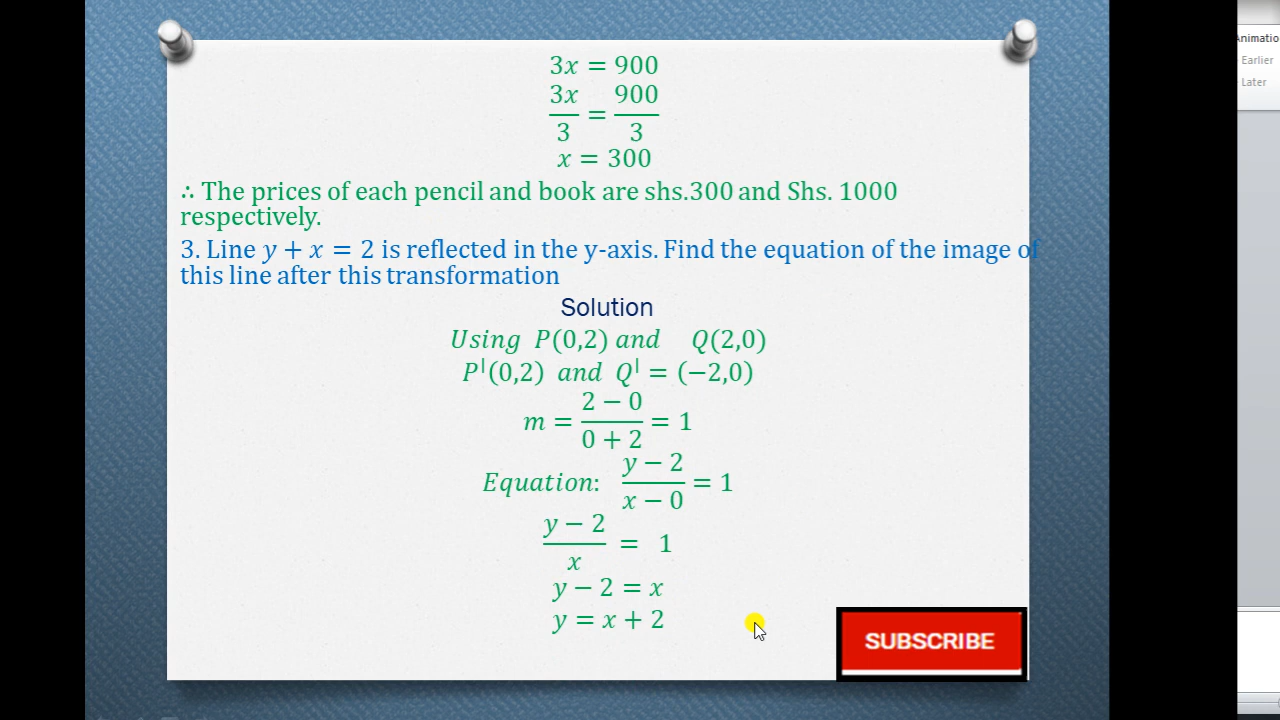 3x = 900
3x/3 = 900/3
x = 300
∴ The prices of each pencil and book are shs.300 and Shs. 1000
respectively.
3. Line y + x = 2 is reflected in the y-axis. Find the equation of the image of
this line after this transformation
Solution
Using P(0,2) and Q(2,0)
P|(0,2) and Q| = (−2,0)
m = (2 − 0)/(0 + 2) = 1
Equation: (y − 2)/(x − 0) = 1
(y − 2)/x = 1
y − 2 = x
y = x + 2
SUBSCRIBE
Animatio
Earlier
Later